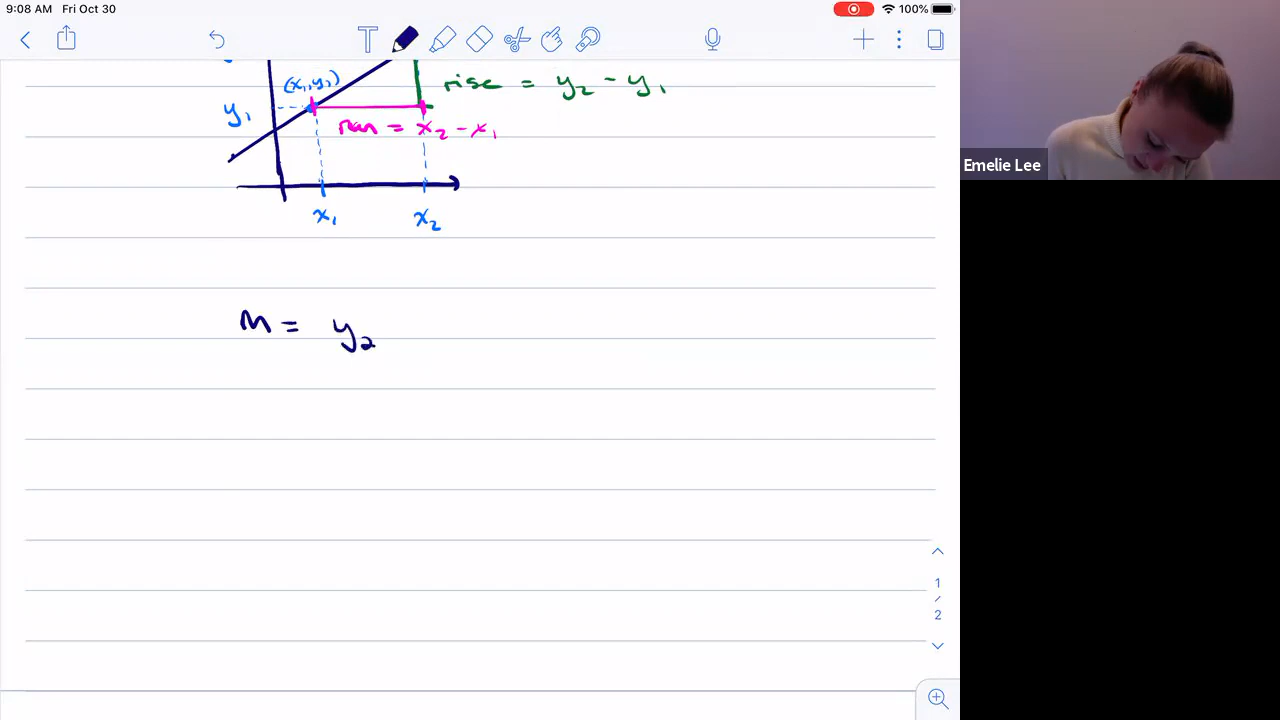 9:08 AM Fri Oct 30
100%
(x₁, y₁)
rise = y₂ - y₁
y₁
run = x₂ - x₁
Emelie Lee
x₁ x₂
m = y₂
1
/
2